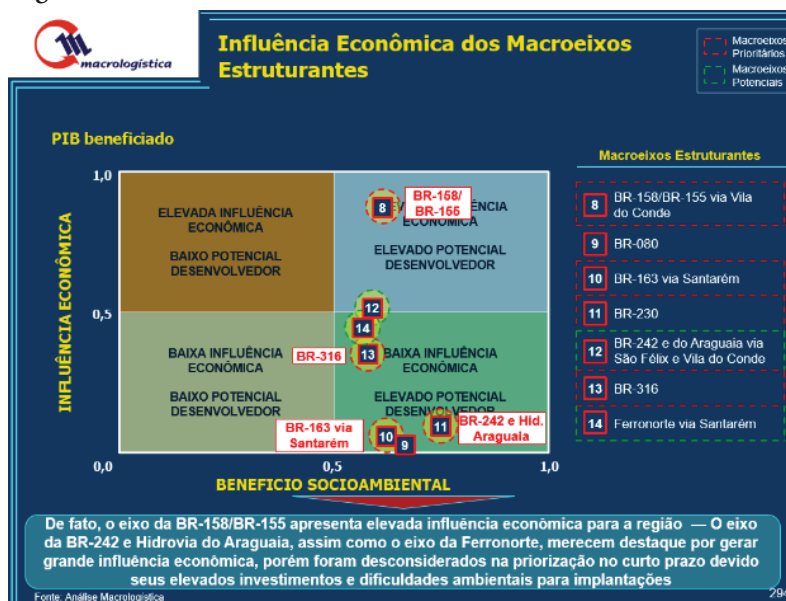 macrologística
Influência Econômica dos Macroeixos
Estruturantes
Macroeixos
Prioritários
Macroeixos
Potenciais
PIB beneficiado
1,0
ELEVADA INFLUÊNCIA
ECONÔMICA
BAIXO POTENCIAL
DESENVOLVEDOR
8
BR-158/
BR-155
ECONÔMICA
ELEVADO POTENCIAL
DESENVOLVEDOR
INFLUÊNCIA ECONÔMICA
0,5
12
14
13
BR-316
BAIXA INFLUÊNCIA
ECONÔMICA
BAIXO POTENCIAL
DESENVOLVEDOR
BAIXA INFLUÊNCIA
ECONÔMICA
ELEVADO POTENCIAL
DESENVOLVEDOR
BR-163 via
Santarém
10
9
11
BR-242 e Hid.
Araguaia
0,0
0,5
1,0
BENEFICIO SOCIOAMBIENTAL
Macroeixos Estruturantes
8 BR-158/BR-155 via Vila
do Conde
9 BR-080
10 BR-163 via Santarém
11 BR-230
12 BR-242 e do Araguaia via
São Félix e Vila do Conde
13 BR-316
14 Ferronorte via Santarém
De fato, o eixo da BR-158/BR-155 apresenta elevada influência econômica para a região — O eixo
da BR-242 e Hidrovia do Araguaia, assim como o eixo da Ferronorte, merecem destaque por gerar
grande influência econômica, porém foram desconsiderados na priorização no curto prazo devido
seus elevados investimentos e dificuldades ambientais para implantações
Fonte: Análise Macrologística
294